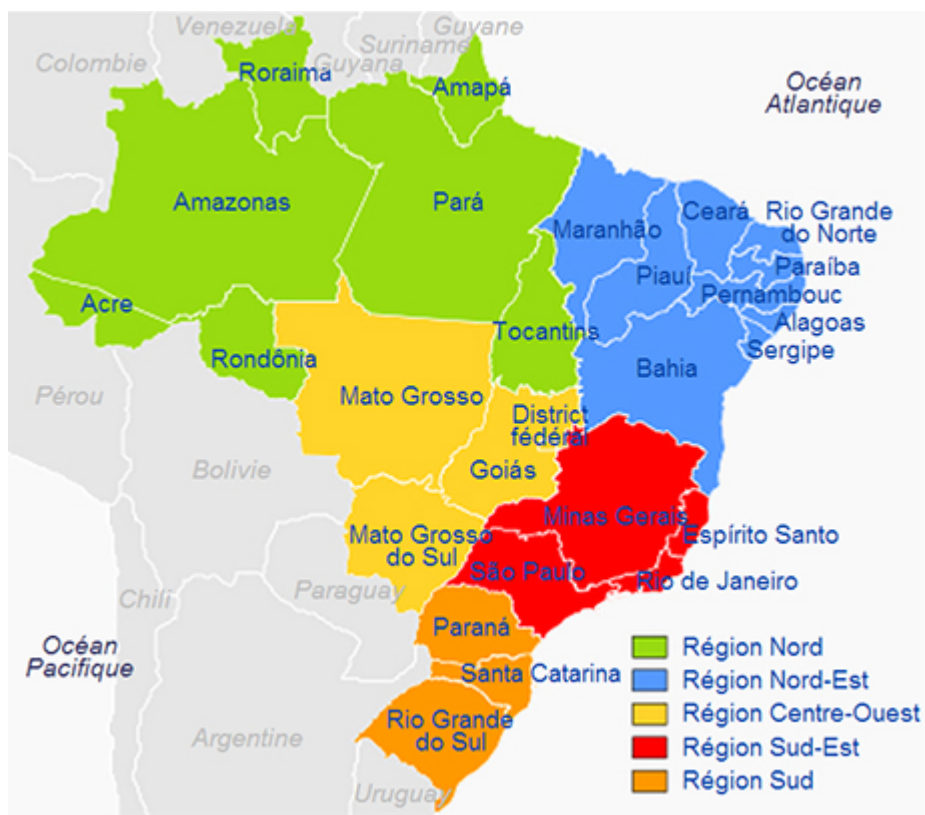 Venezuela
Guyane
Suriname
Colombie
Guyana
Roraima
Amapá
Océan
Atlantique
Amazonas
Pará
Maranhão
Ceará
Rio Grande
do Norte
Piauí
Paraíba
Pernambouc
Acre
Alagoas
Tocantins
Sergipe
Rondônia
Bahia
Pérou
Mato Grosso
District
fédéral
Bolivie
Goiás
Minas Gerais
Mato Grosso
do Sul
Espírito Santo
São Paulo
Rio de Janeiro
Paraguay
Chili
Paraná
Océan
Pacifique
Santa Catarina
Rio Grande
do Sul
Argentine
Uruguay
Région Nord
Région Nord-Est
Région Centre-Ouest
Région Sud-Est
Région Sud